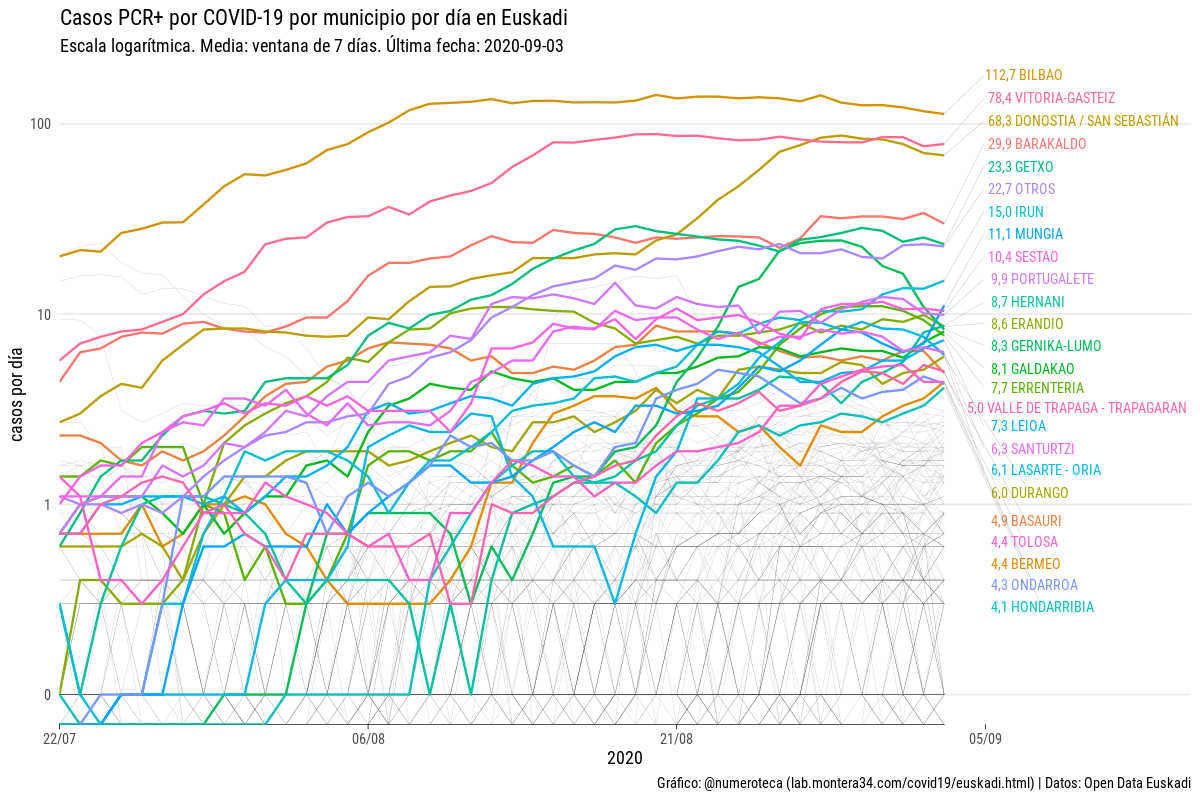 Casos PCR+ por COVID-19 por municipio por día en Euskadi
Escala logarítmica. Media: ventana de 7 días. Última fecha: 2020-09-03
112,7 BILBAO
78,4 VITORIA-GASTEIZ
68,3 DONOSTIA / SAN SEBASTIÁN
29,9 BARAKALDO
23,3 GETXO
22,7 OTROS
15,0 IRUN
11,1 MUNGIA
10,4 SESTAO
9,9 PORTUGALETE
8,7 HERNANI
8,6 ERANDIO
8,3 GERNIKA-LUMO
8,1 GALDAKAO
7,7 ERRENTERIA
5,0 VALLE DE TRAPAGA - TRAPAGARAN
7,3 LEIOA
6,3 SANTURTZI
6,1 LASARTE - ORIA
6,0 DURANGO
4,9 BASAURI
4,4 TOLOSA
4,4 BERMEO
4,3 ONDARROA
4,1 HONDARRIBIA
casos por día
100
10
1
0
22/07
06/08
21/08
05/09
2020
Gráfico: @numeroteca (lab.montera34.com/covid19/euskadi.html) | Datos: Open Data Euskadi